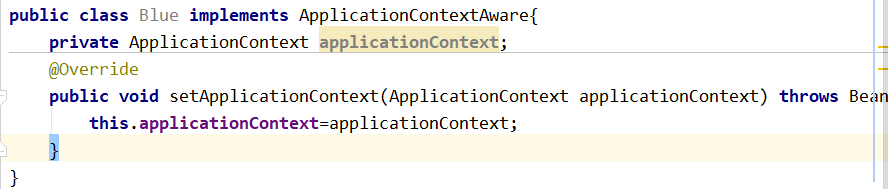 public class Blue implements ApplicationContextAware{
private ApplicationContext applicationContext;
@Override
public void setApplicationContext(ApplicationContext applicationContext) throws Bean
this.applicationContext=applicationContext;
}
}